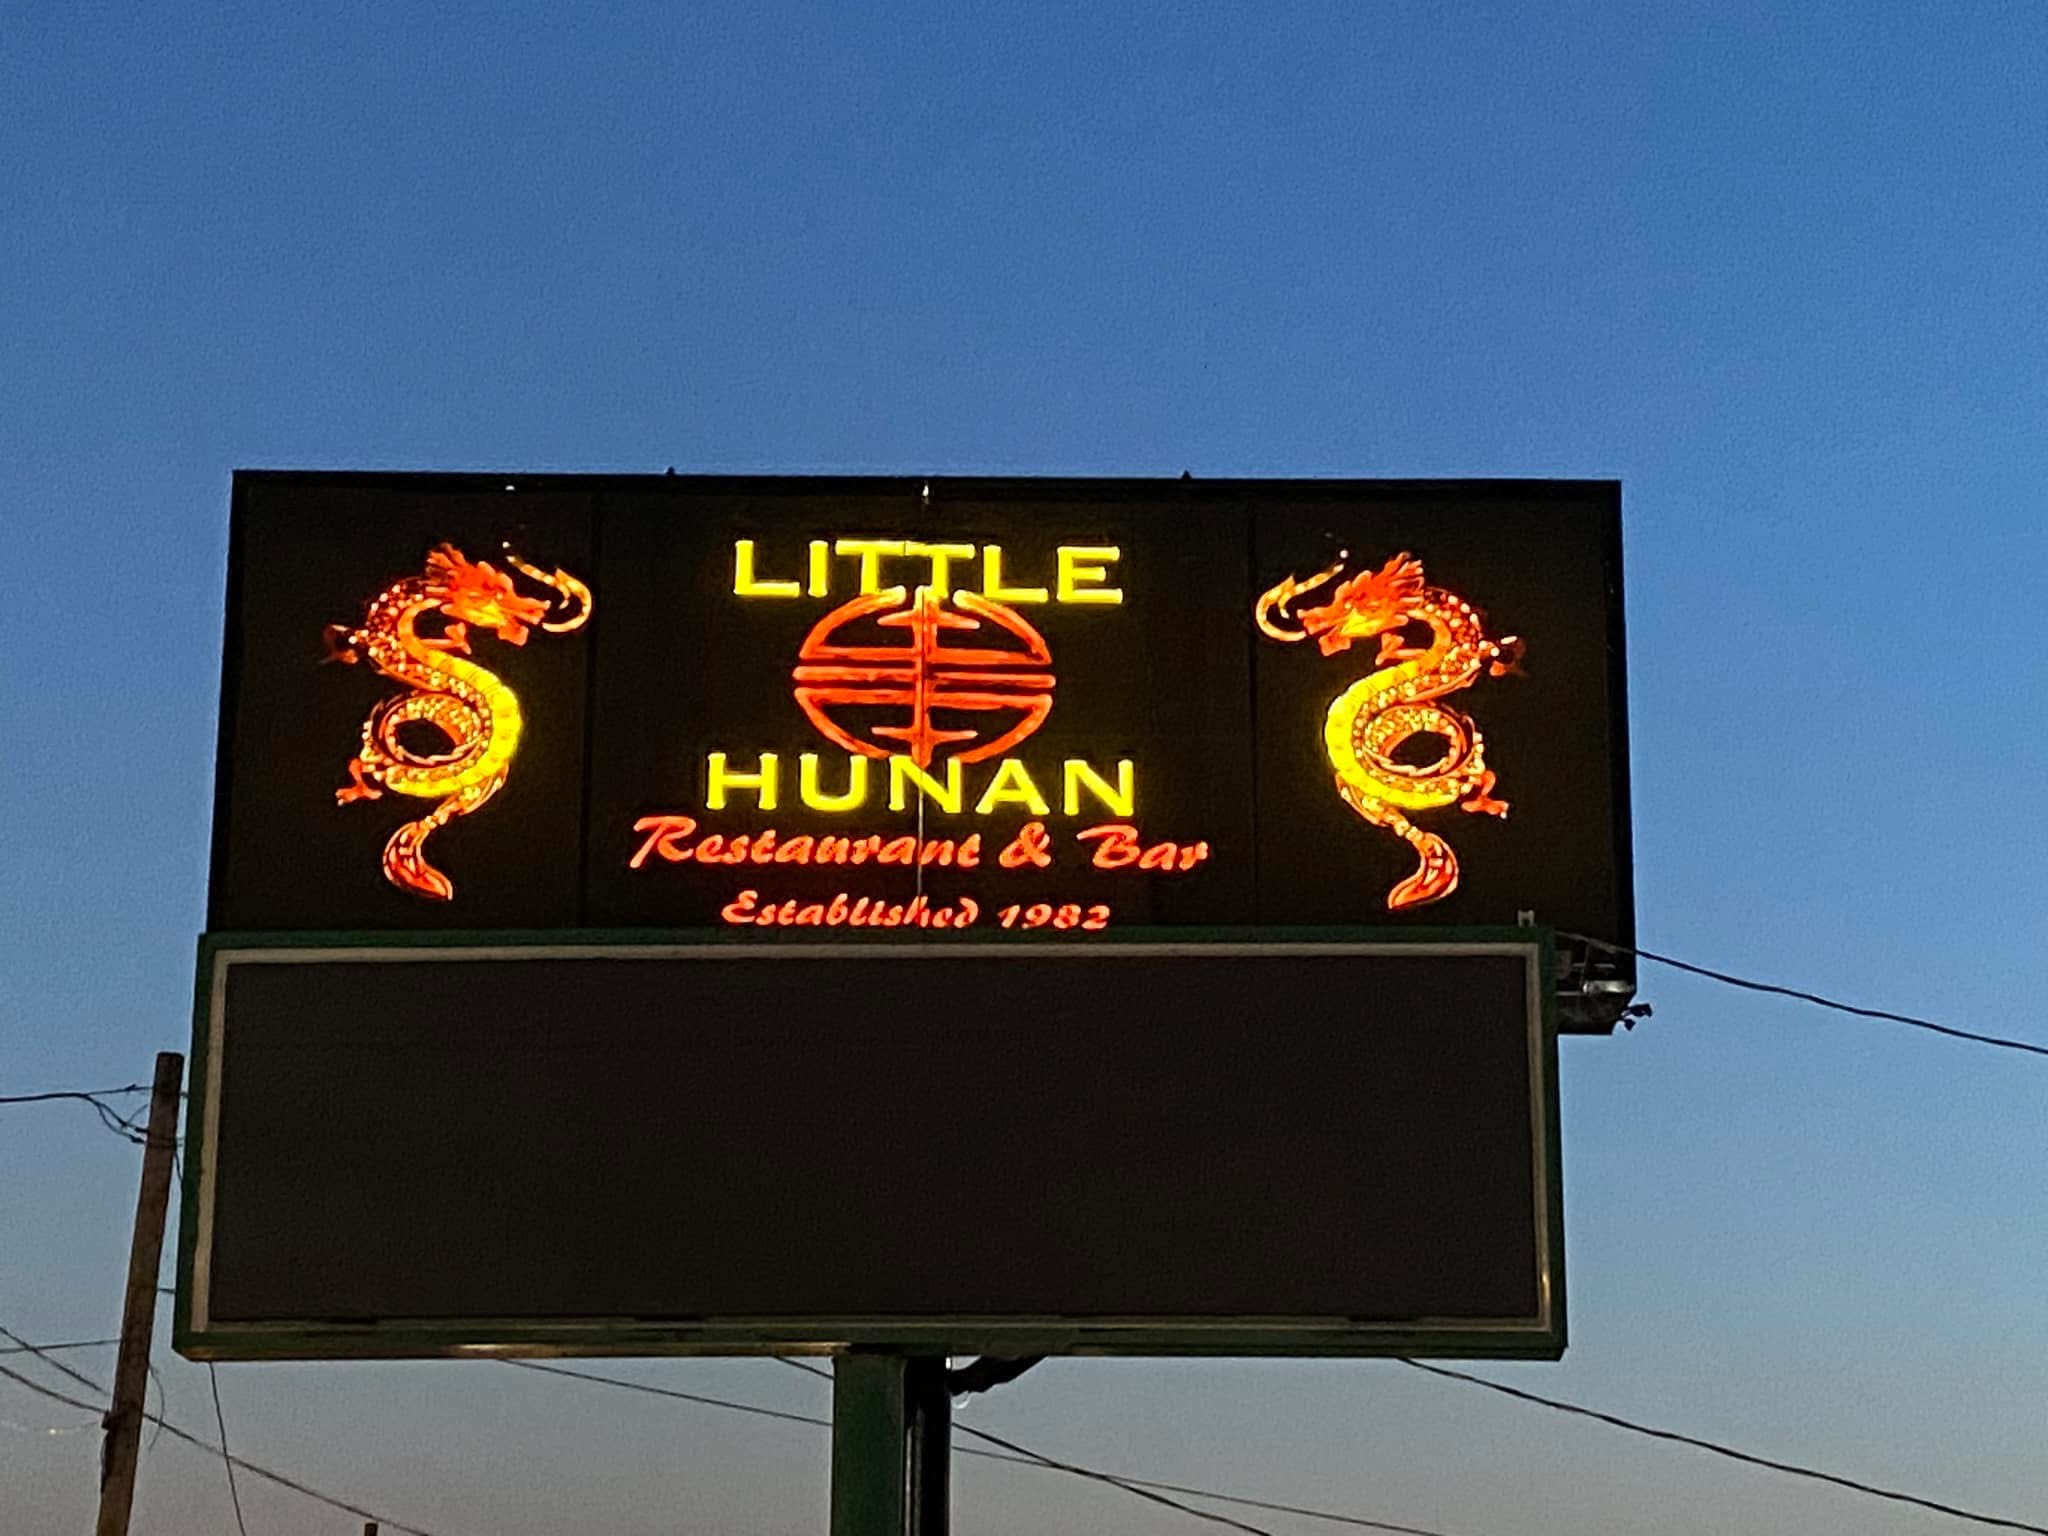 LITTLE
HUNAN
Restaurant & Bar
Established 1982